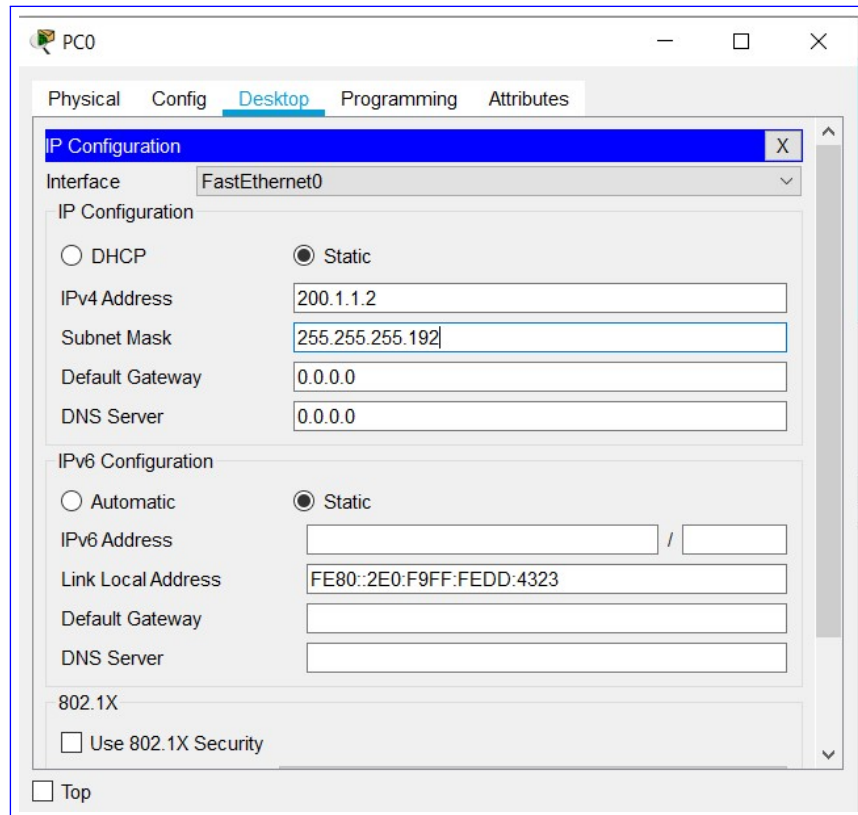 PC0
Physical Config Desktop Programming Attributes
IP Configuration X
Interface FastEthernet0
IP Configuration
DHCP Static
IPv4 Address 200.1.1.2
Subnet Mask 255.255.255.192
Default Gateway 0.0.0.0
DNS Server 0.0.0.0
IPv6 Configuration
Automatic Static
IPv6 Address /
Link Local Address FE80::2E0:F9FF:FEDD:4323
Default Gateway
DNS Server
802.1X
Use 802.1X Security
Top